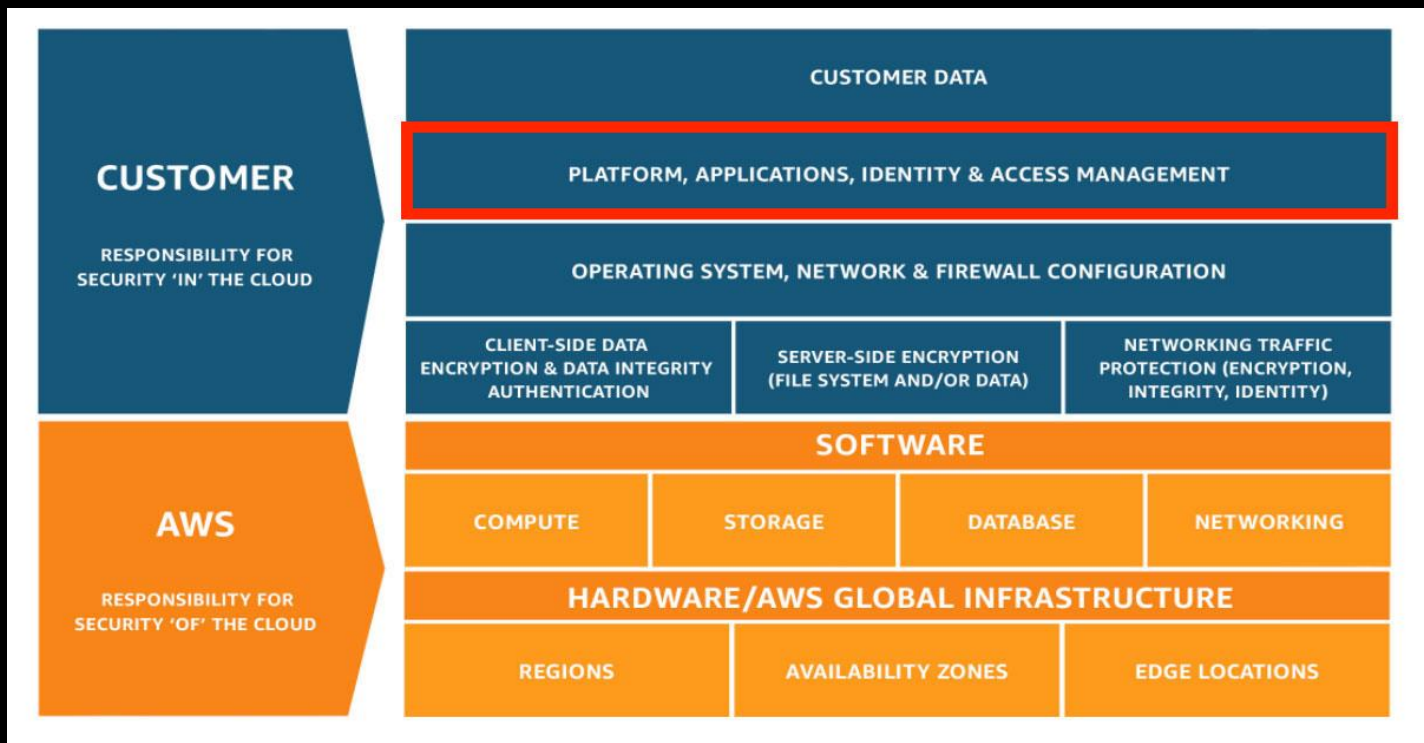 CUSTOMER
RESPONSIBILITY FOR
SECURITY ‘IN’ THE CLOUD
CUSTOMER DATA
PLATFORM, APPLICATIONS, IDENTITY & ACCESS MANAGEMENT
OPERATING SYSTEM, NETWORK & FIREWALL CONFIGURATION
CLIENT-SIDE DATA
ENCRYPTION & DATA INTEGRITY
AUTHENTICATION
SERVER-SIDE ENCRYPTION
(FILE SYSTEM AND/OR DATA)
NETWORKING TRAFFIC
PROTECTION (ENCRYPTION,
INTEGRITY, IDENTITY)
AWS
RESPONSIBILITY FOR
SECURITY ‘OF’ THE CLOUD
SOFTWARE
COMPUTE
STORAGE
DATABASE
NETWORKING
HARDWARE/AWS GLOBAL INFRASTRUCTURE
REGIONS
AVAILABILITY ZONES
EDGE LOCATIONS